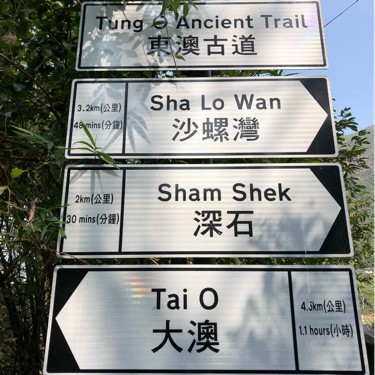 Tung O Ancient Trail
東澳古道
3.2km(公里)
48 mins(分鐘)
Sha Lo Wan
沙螺灣
2km(公里)
30 mins(分鐘)
Sham Shek
深石
Tai O
大澳
4.3km(公里)
1.1 hours(小時)